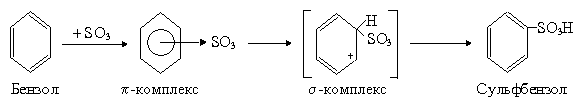 +SO₃
SO₃
H
SO₃
+
SO₃H
Бензол
π-комплекс
σ-комплекс
Сульфбензол